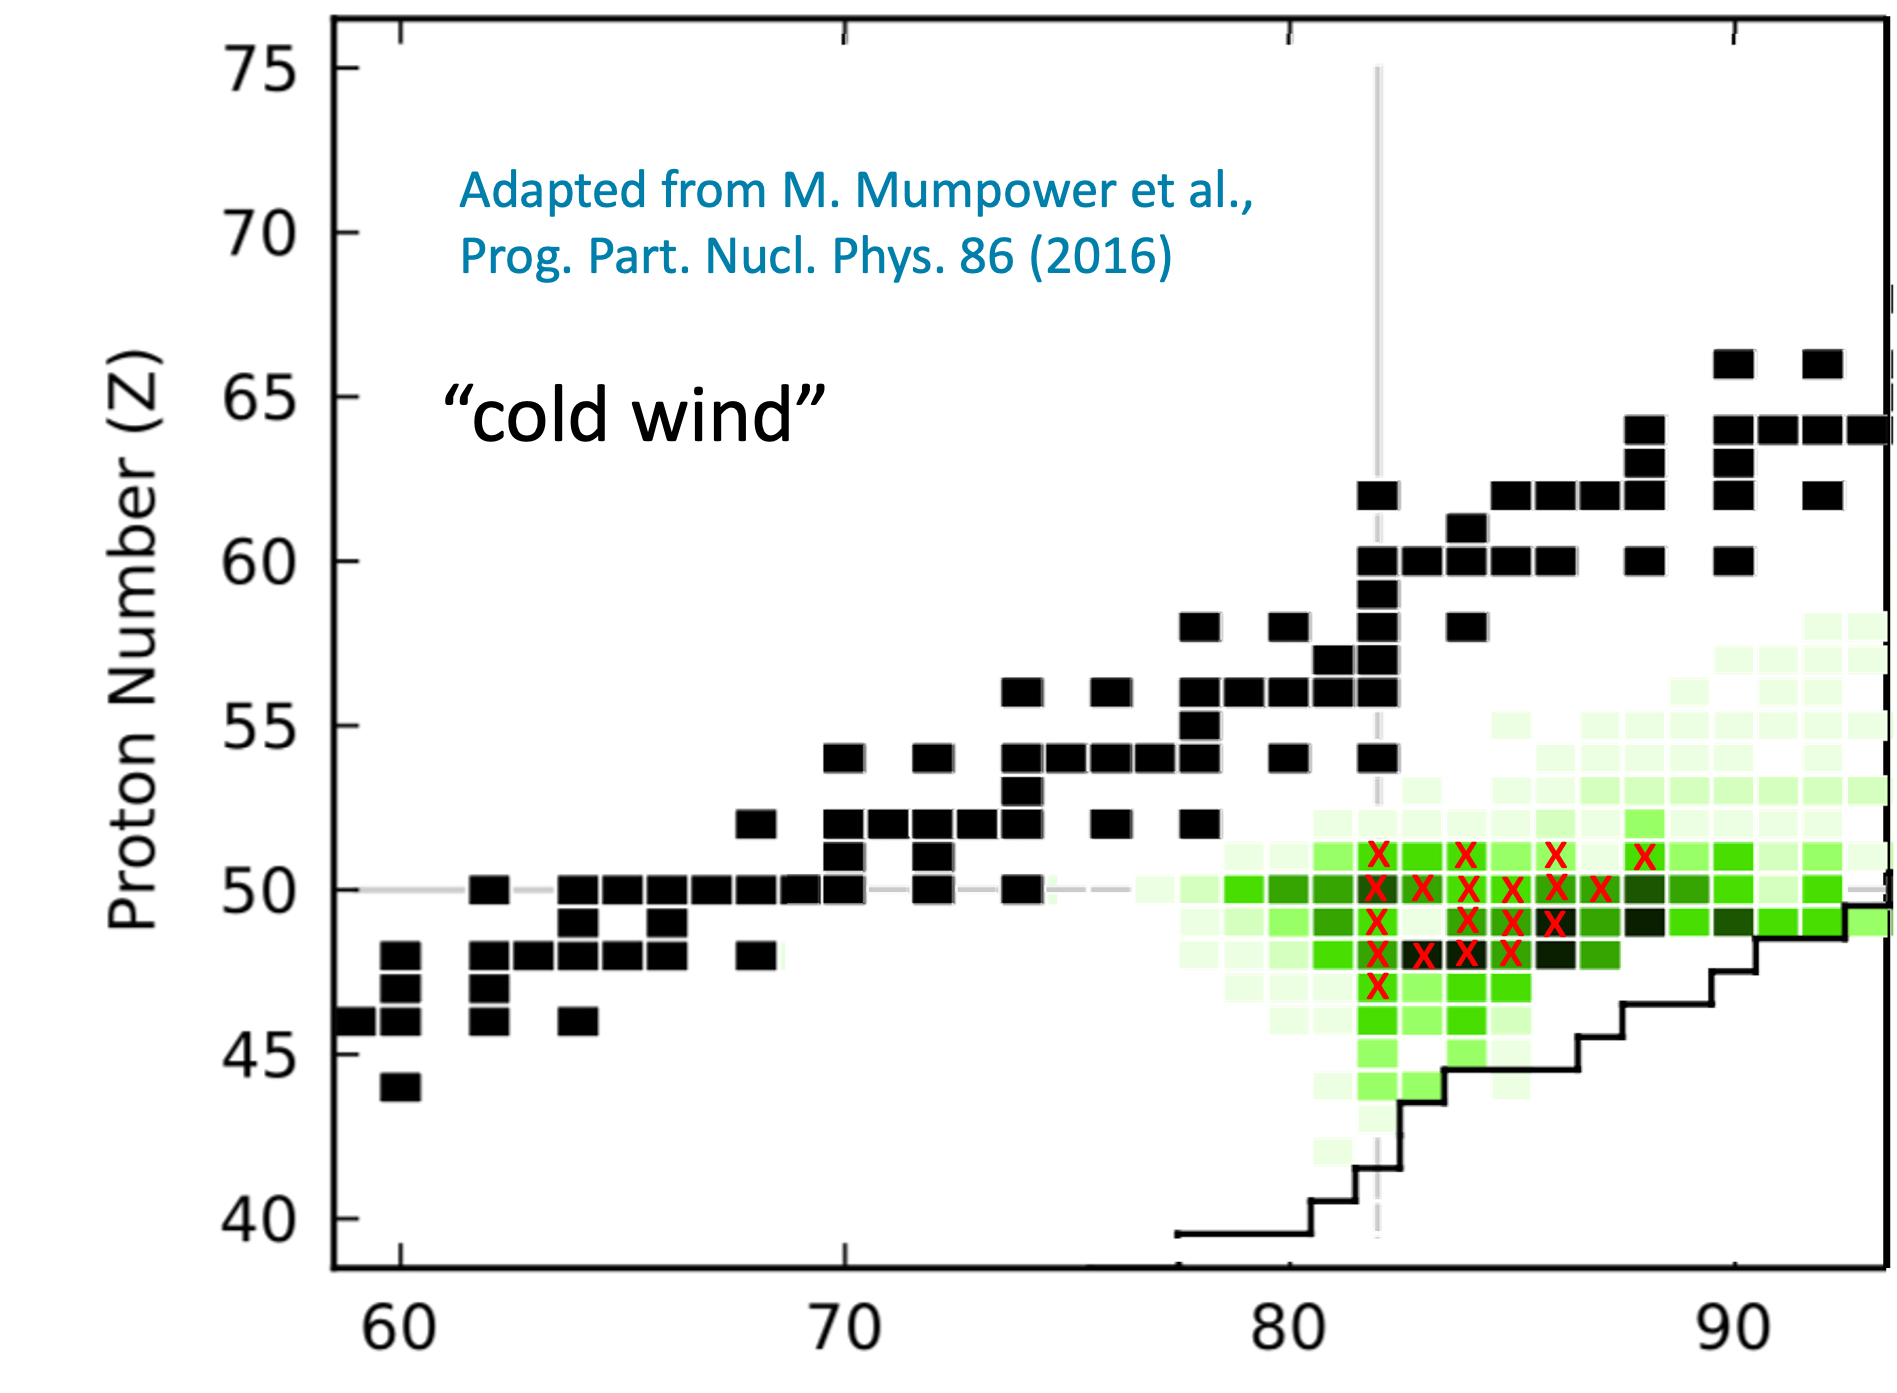 75
Adapted from M. Mumpower et al.,
Prog. Part. Nucl. Phys. 86 (2016)
70
“cold wind”
65
60
55
50
45
40
Proton Number (Z)
X X X X
X X X X X X
X X X X
X X X X
X
60 70 80 90